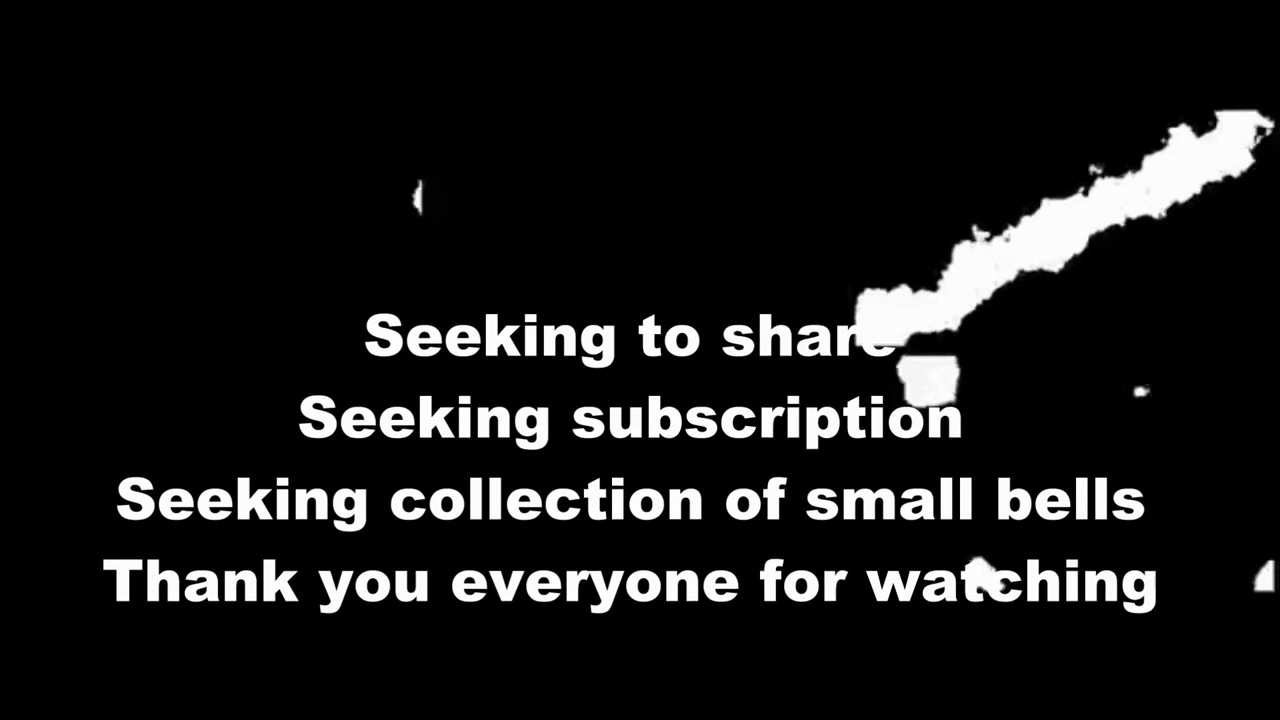 Seeking to share
Seeking subscription
Seeking collection of small bells
Thank you everyone for watching